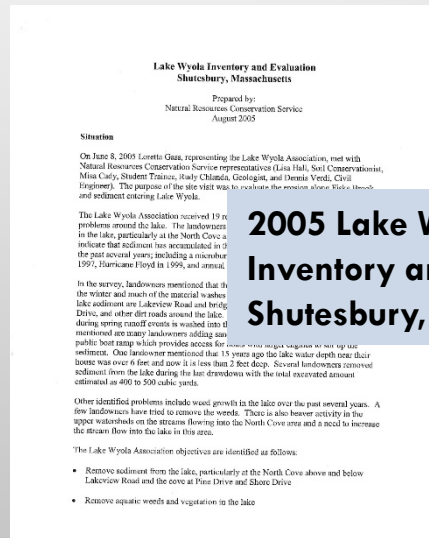 Lake Wyola Inventory and Evaluation
Shutesbury, Massachusetts
Prepared by:
Natural Resources Conservation Service
August 2005
Situation
On June 8, 2005 Loretta Gass, representing the Lake Wyola Association, met with
Natural Resources Conservation Service representatives (Lisa Hall, Soil Conservationist,
Misa Cady, Student Trainee, Rudy Chlanda, Geologist, and Dennis Verdi, Civil
Engineer). The purpose of the site visit was to evaluate the erosion along Fiske Brook
and sediment entering Lake Wyola.
The Lake Wyola Association received 19 re
problems around the lake. The landowners
in the lake, particularly at the North Cove a
indicate that sediment has accumulated in th
the past several years; including a microbur
1997, Hurricane Floyd in 1999, and annual
In the survey, landowners mentioned that th
the winter and much of the material washes
lake sediment are Lakeview Road and bridg
Drive, and other dirt roads around the lake.
during spring runoff events is washed into th
mentioned are many landowners adding sand
public boat ramp which provides access for boats with larger engines to stir up the
sediment. One landowner mentioned that 15 years ago the lake water depth near their
house was over 6 feet and now it is less than 2 feet deep. Several landowners removed
sediment from the lake during the last drawdown with the total excavated amount
estimated as 400 to 500 cubic yards.
Other identified problems include weed growth in the lake over the past several years. A
few landowners have tried to remove the weeds. There is also beaver activity in the
upper watersheds on the streams flowing into the North Cove area and a need to increase
the stream flow into the lake in this area.
The Lake Wyola Association objectives are identified as follows:
• Remove sediment from the lake, particularly at the North Cove above and below
Lakeview Road and the cove at Pine Drive and Shore Drive
• Remove aquatic weeds and vegetation in the lake
2005 Lake W
Inventory an
Shutesbury,